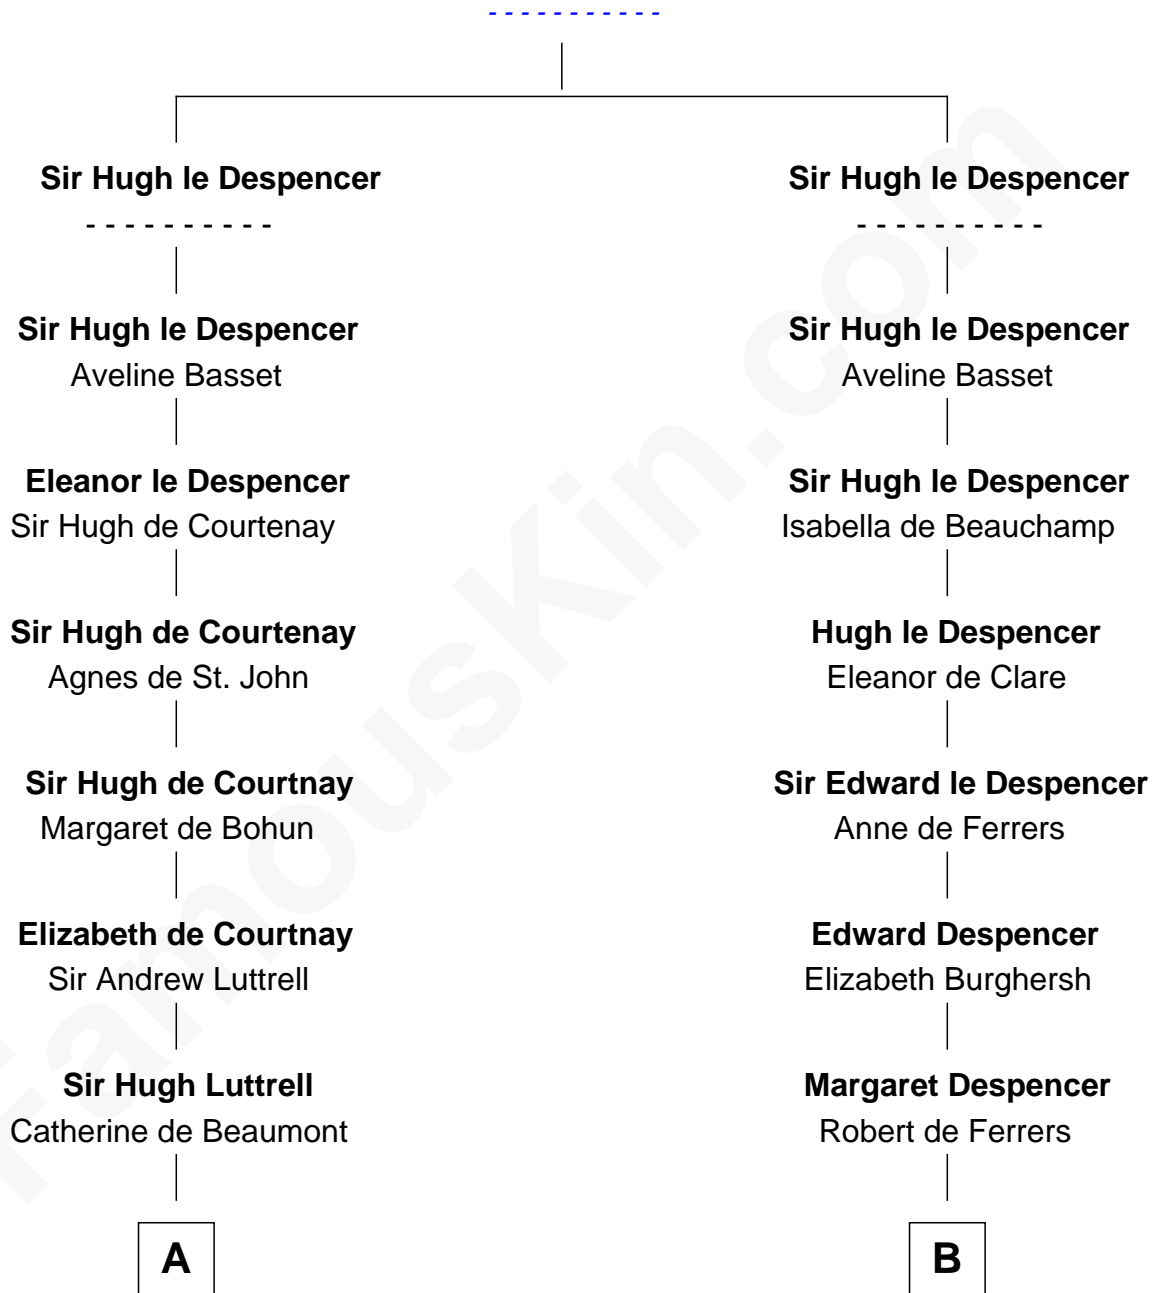 - - - - - - - - - - -
Sir Hugh le Despencer Sir Hugh le Despencer
- - - - - - - - - - - - - - - - - - - -
Sir Hugh le Despencer Sir Hugh le Despencer
Aveline Basset Aveline Basset
Eleanor le Despencer Sir Hugh le Despencer
Sir Hugh de Courtenay Isabella de Beauchamp
Sir Hugh de Courtenay Hugh le Despencer
Agnes de St. John Eleanor de Clare
Sir Hugh de Courtnay Sir Edward le Despencer
Margaret de Bohun Anne de Ferrers
Elizabeth de Courtnay Edward Despencer
Sir Andrew Luttrell Elizabeth Burghersh
Sir Hugh Luttrell Margaret Despencer
Catherine de Beaumont Robert de Ferrers
A B
FamousKin.com